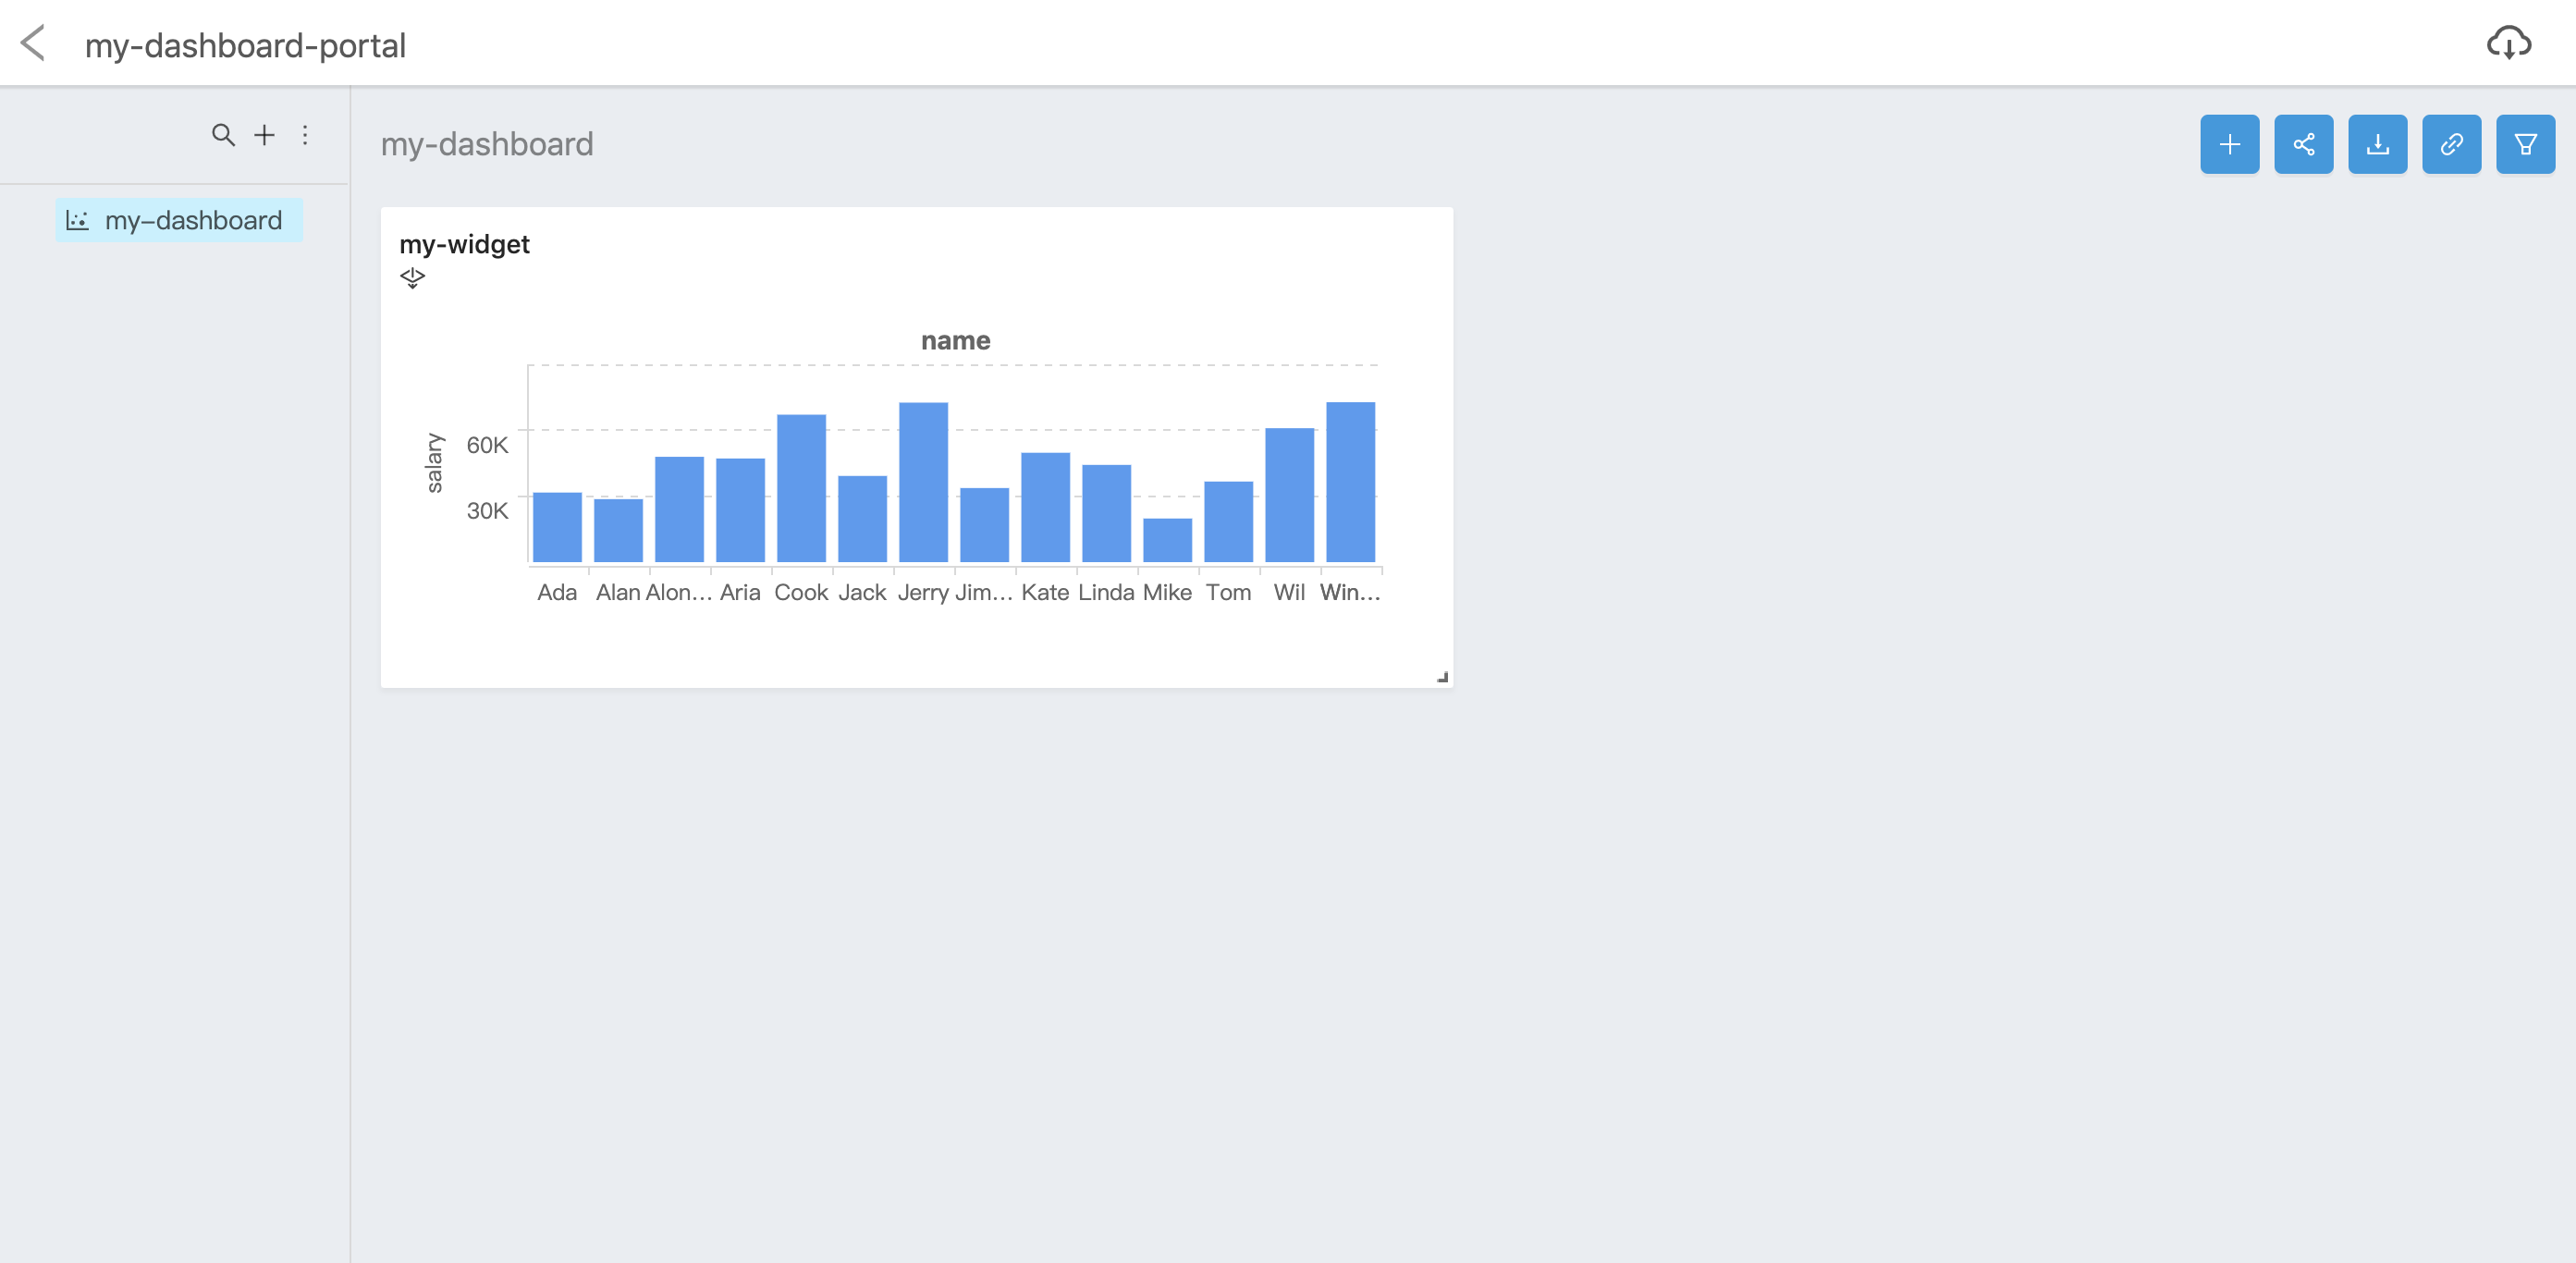 my-dashboard-portal
my-dashboard
my-dashboard
my-widget
name
salary
60K
30K
Ada Alan Alon... Aria Cook Jack Jerry Jim... Kate Linda Mike Tom Wil Win...